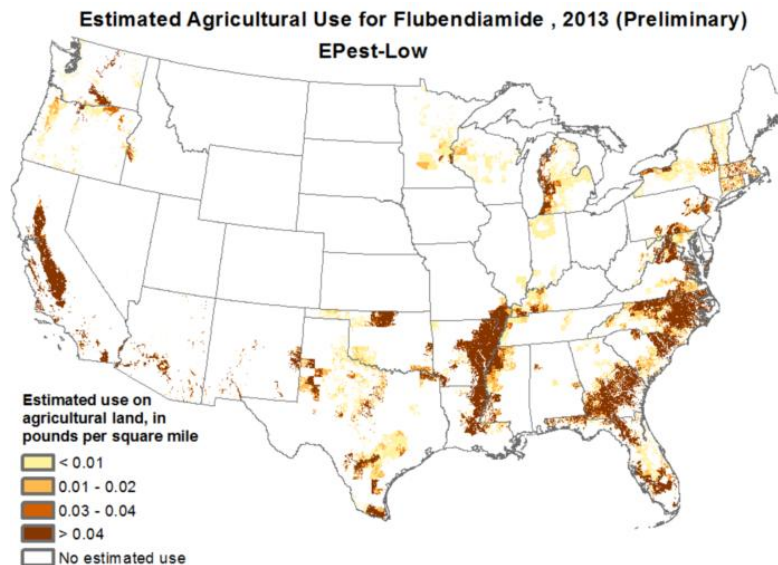 Estimated Agricultural Use for Flubendiamide , 2013 (Preliminary)
EPest-Low
Estimated use on
agricultural land, in
pounds per square mile
< 0.01
0.01 - 0.02
0.03 - 0.04
> 0.04
No estimated use